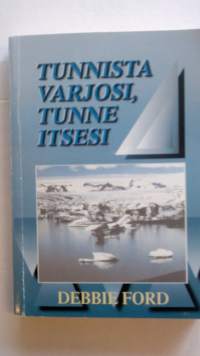 TUNNISTA
VARJOSI,
TUNNE
ITSESI
DEBBIE FORD